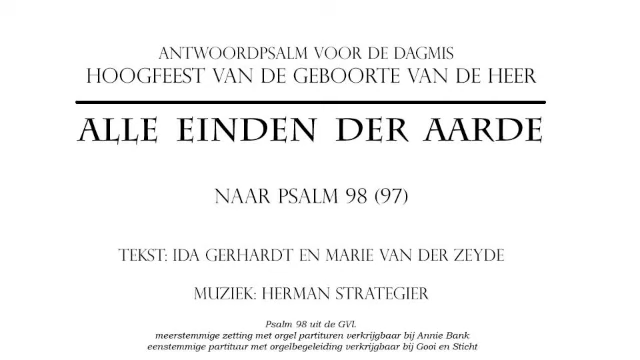 ANTWOORDPSALM VOOR DE DAGMIS
HOOGFEEST VAN DE GEBOORTE VAN DE HEER
ALLE EINDEN DER AARDE
NAAR PSALM 98 (97)
TEKST: IDA GERHARDT EN MARIE VAN DER ZEYDE
MUZIEK: HERMAN STRATEGIER
Psalm 98 uit de GVL
meerstemmige zetting met orgel partituren verkrijgbaar bij Annie Bank
eenstemmige partituur met orgelbegeleiding verkrijgbaar bij Gooi en Sticht